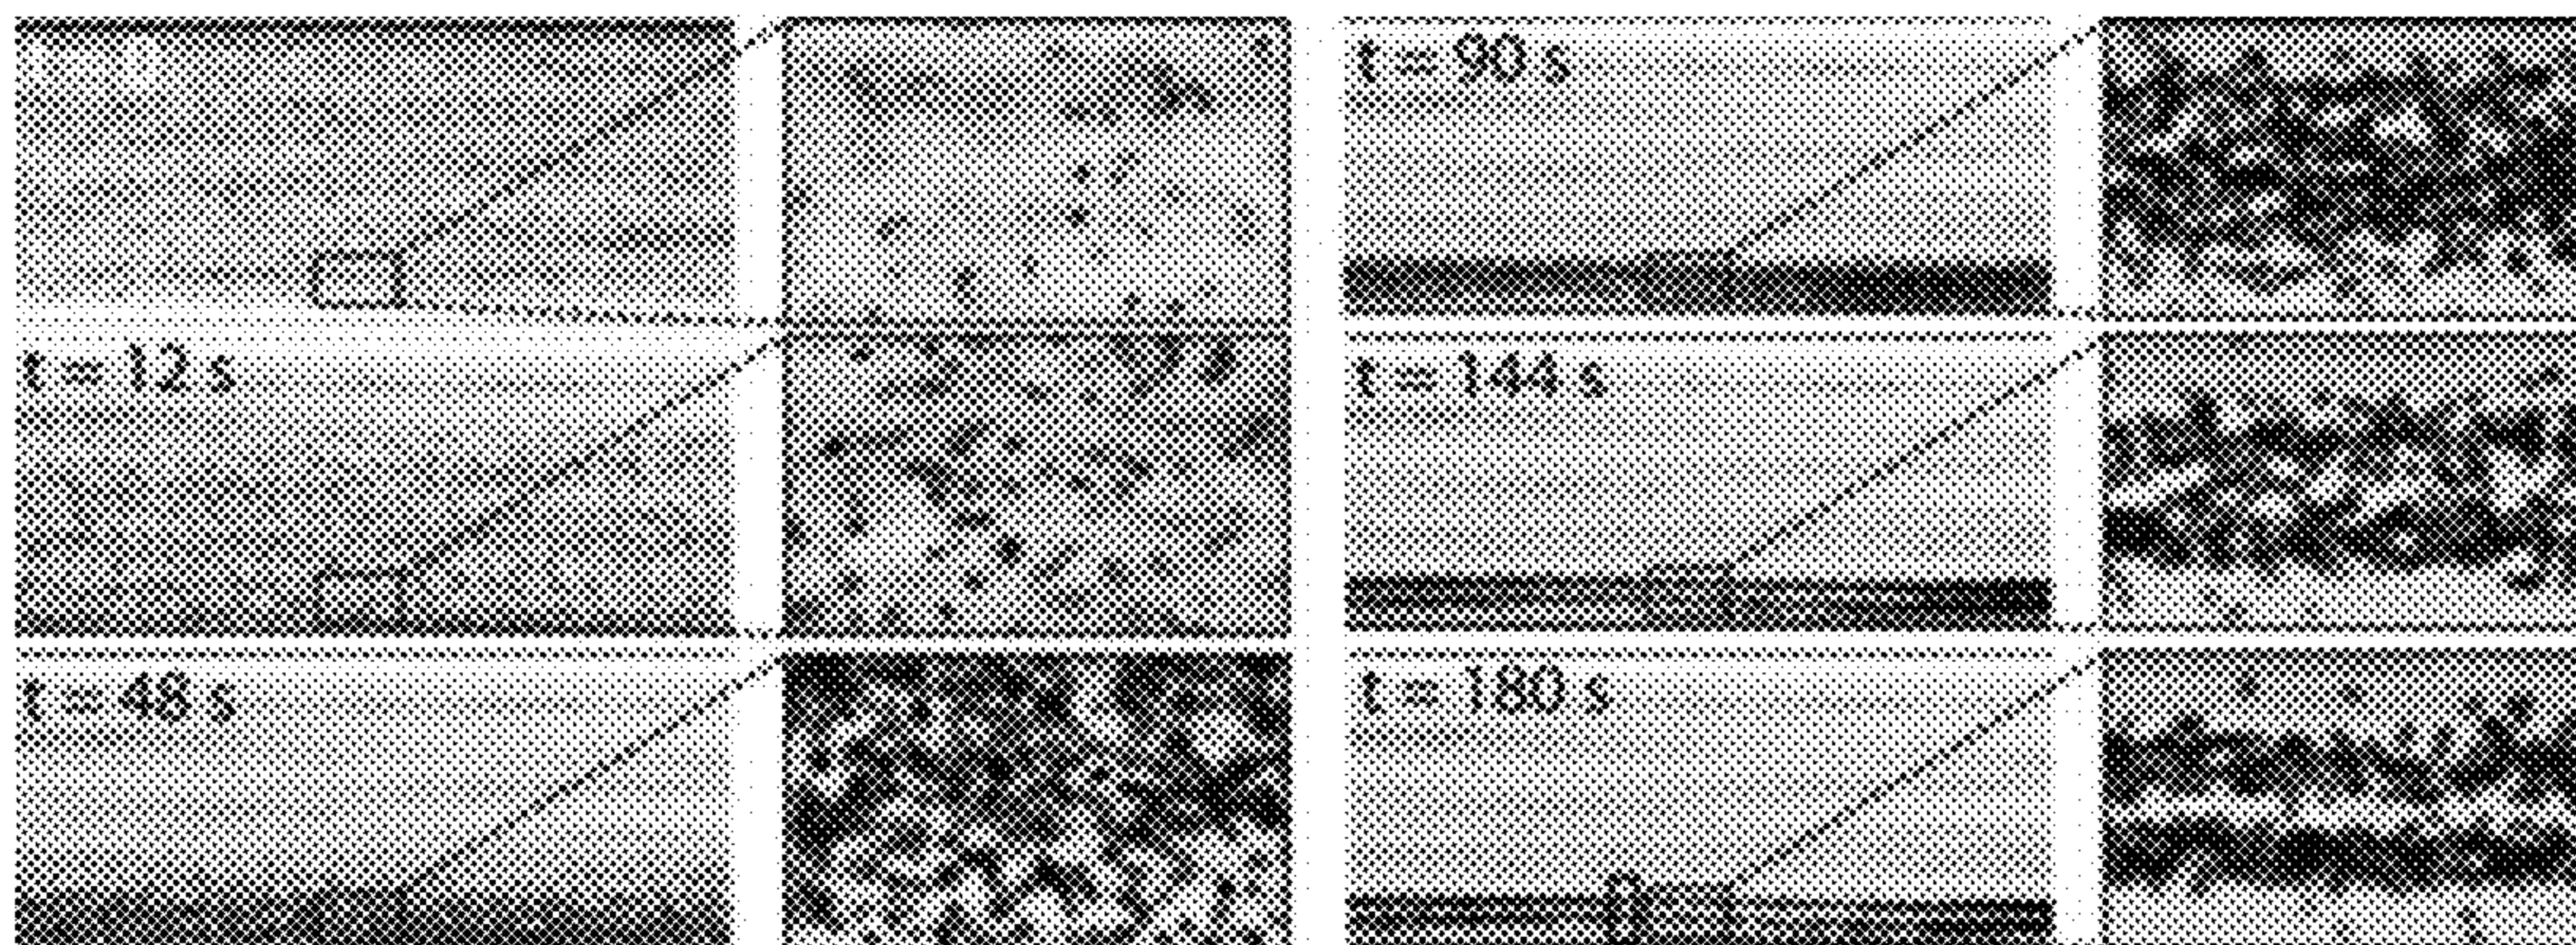 t = 12 s
t = 48 s
t = 90 s
t = 144 s
t = 180 s